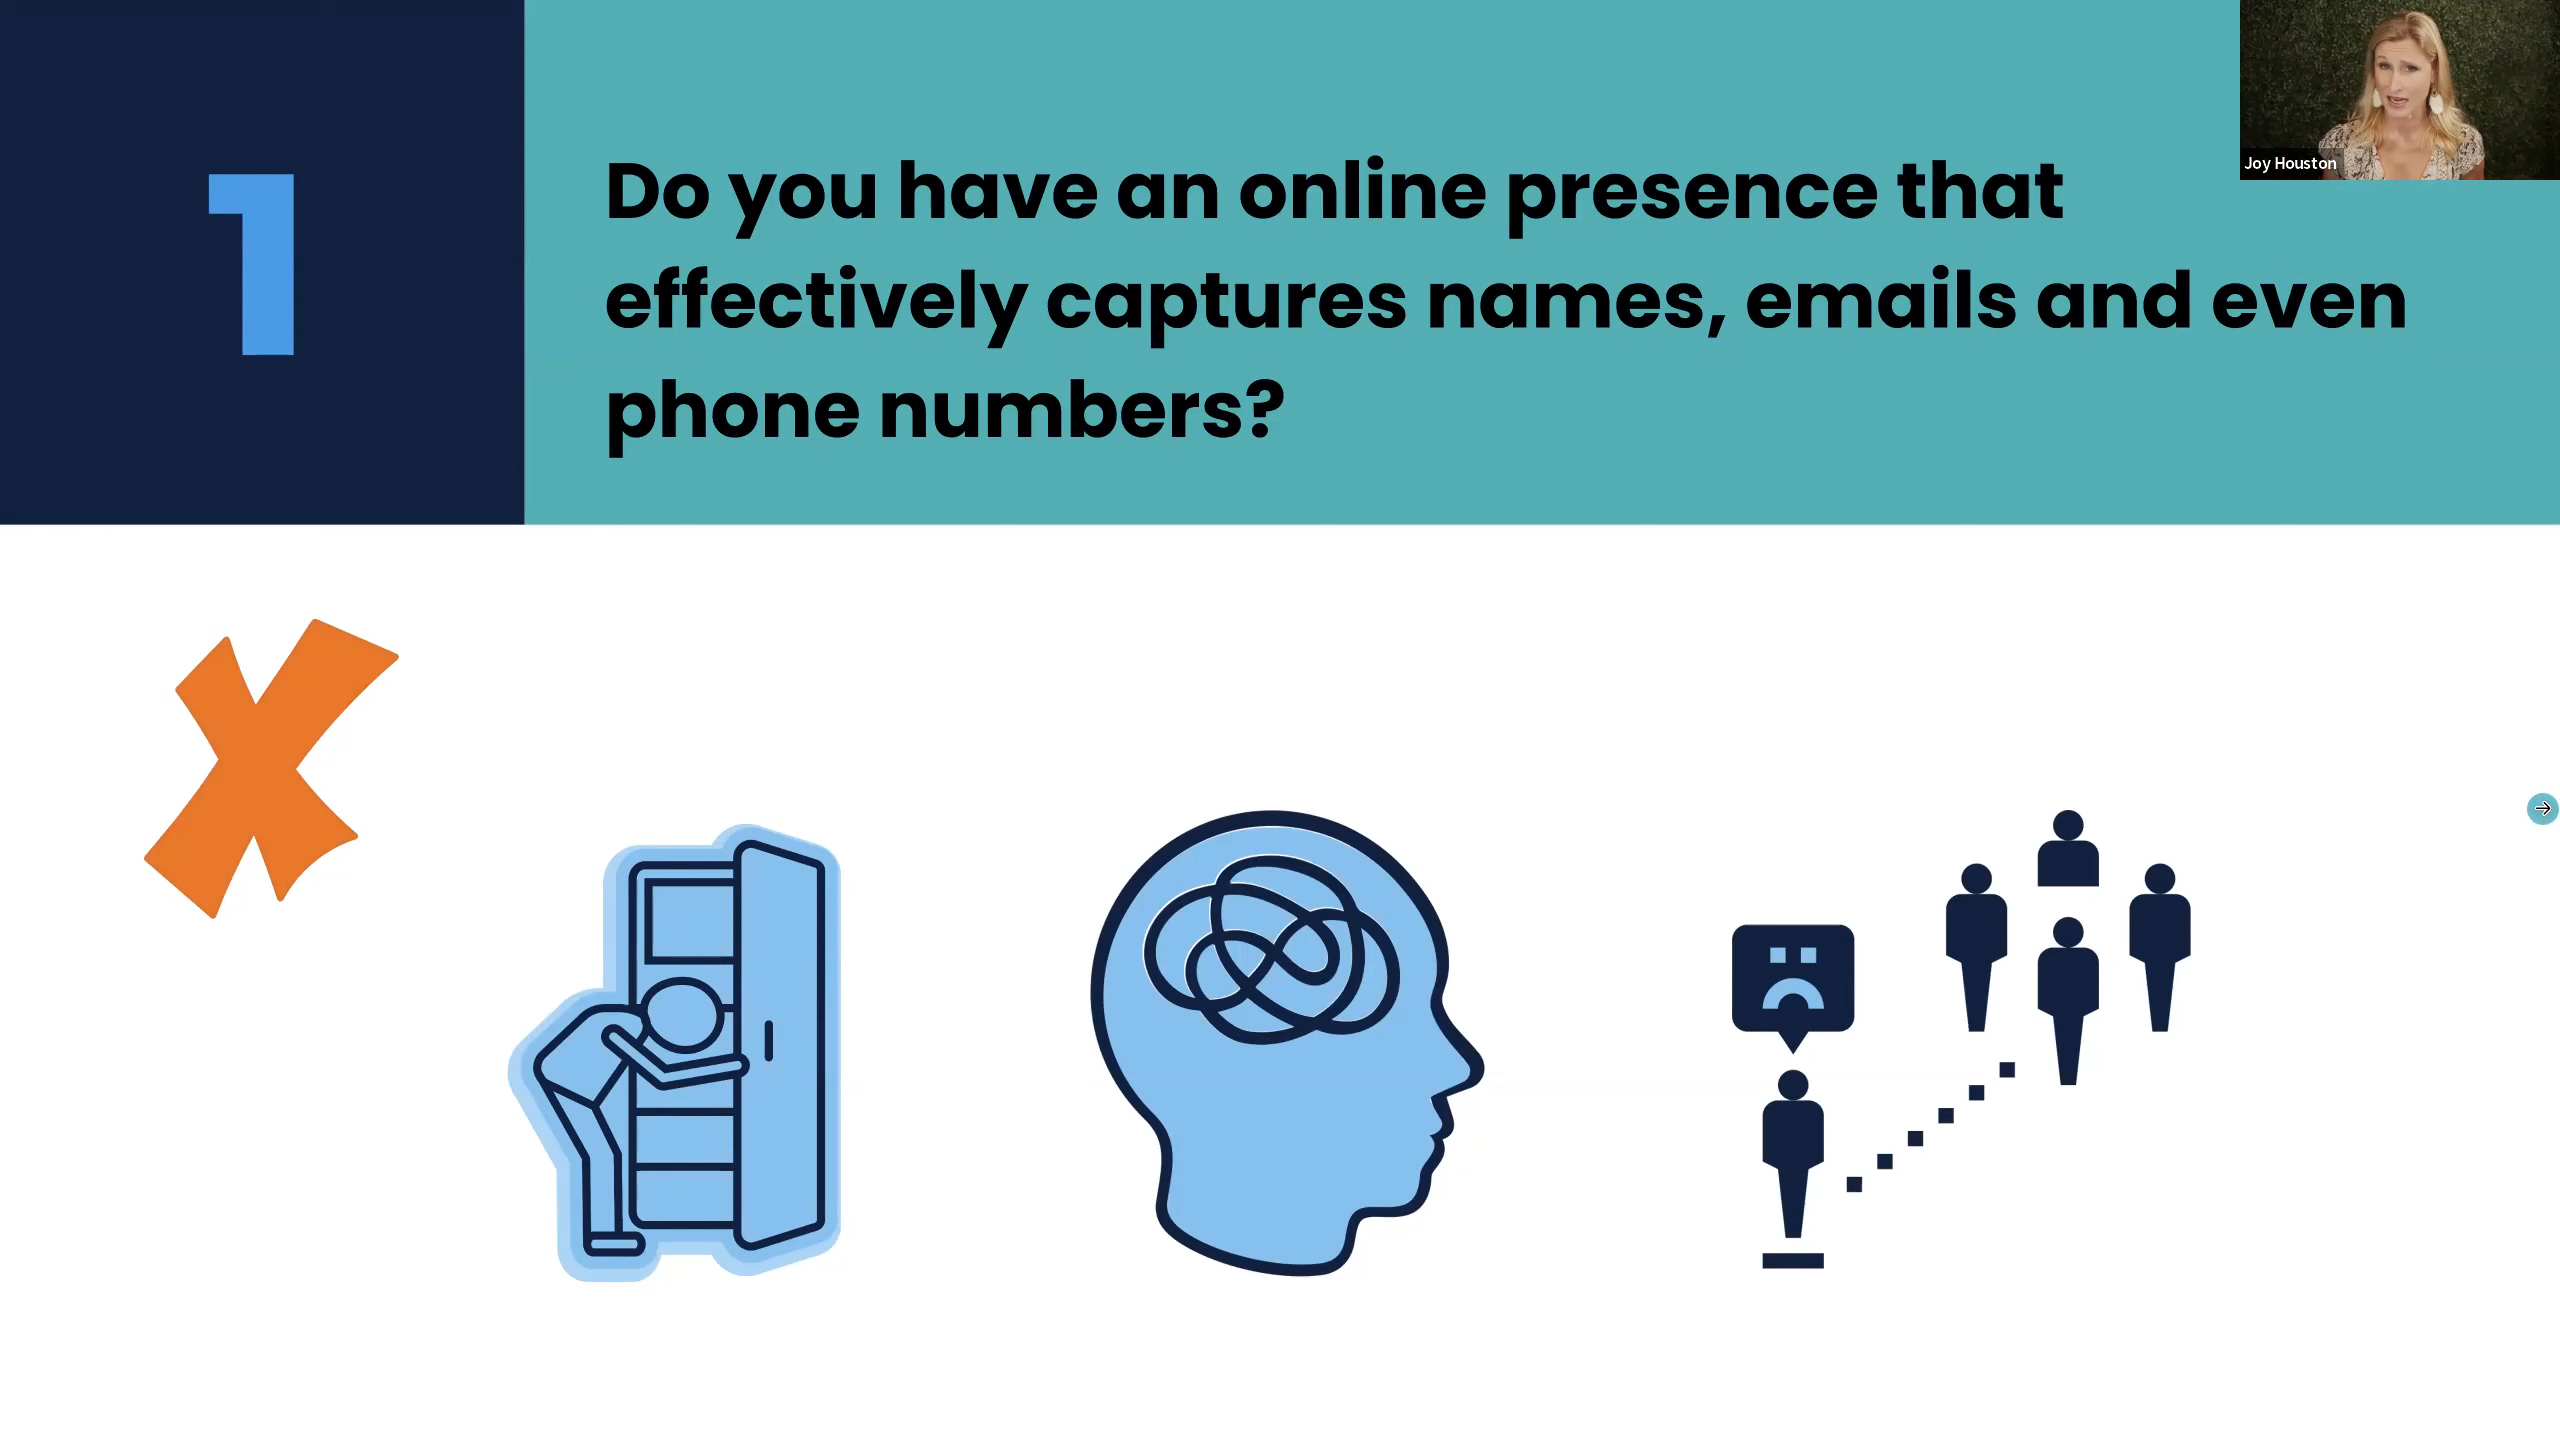 1
Do you have an online presence that
effectively captures names, emails and even
phone numbers?
Joy Houston